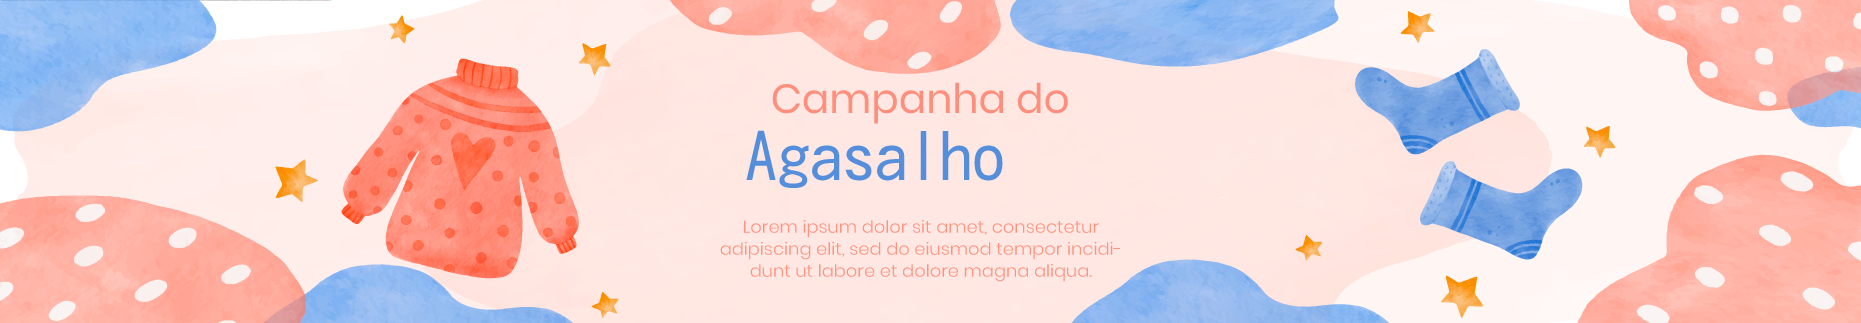 Campanha do
Agasalho
Lorem ipsum dolor sit amet, consectetur
adipiscing elit, sed do eiusmod tempor incidi-
dunt ut labore et dolore magna aliqua.